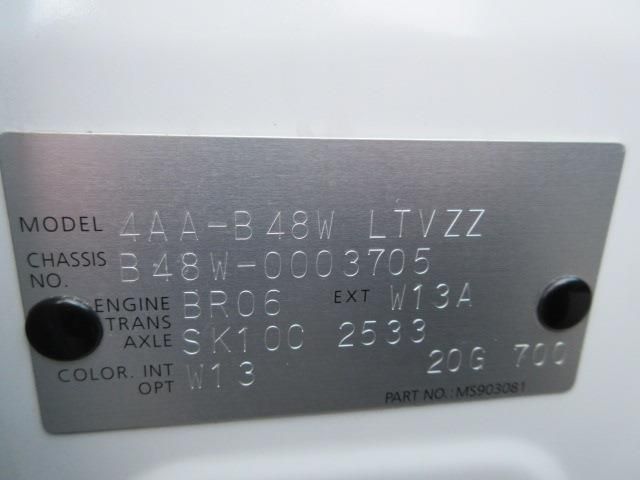 MODEL 4AA-B48W LTVZZ
CHASSIS NO. B48W-0003705
ENGINE BR06 EXT W13A
TRANS AXLE SK10C 2533
COLOR. INT OPT W13 20G 700
PART NO.: MS903081